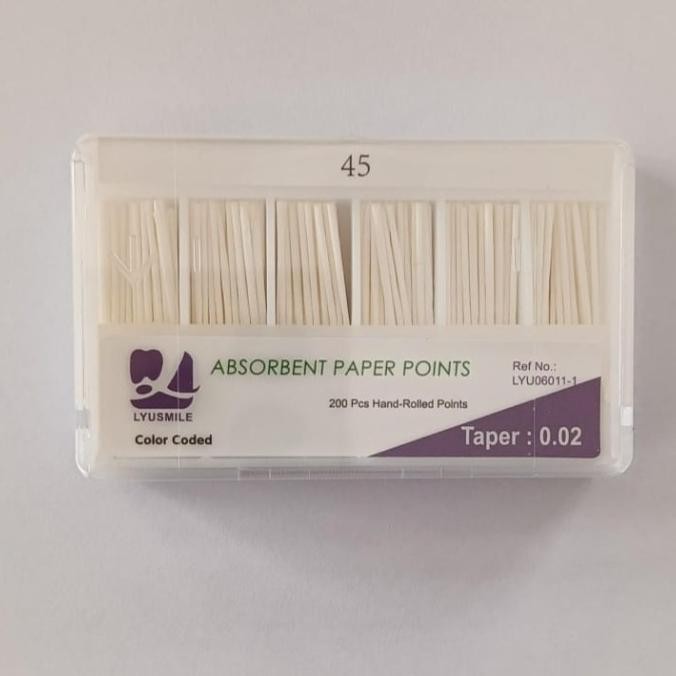 45
ABSORBENT PAPER POINTS
Ref No.:
LYU06011-1
200 Pcs Hand-Rolled Points
LYUSMILE
Color Coded
Taper : 0.02